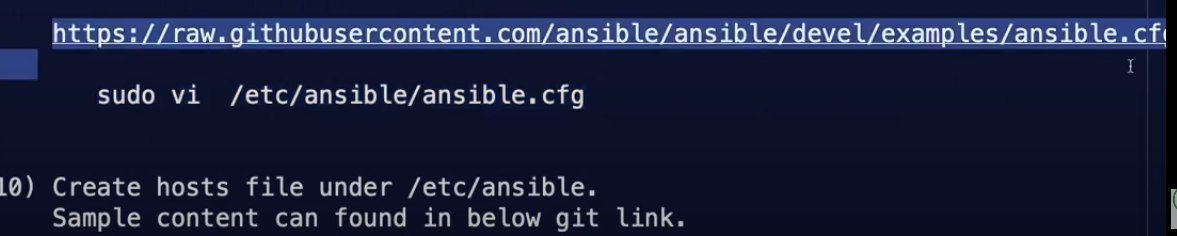 https://raw.githubusercontent.com/ansible/ansible/devel/examples/ansible.cf
sudo vi /etc/ansible/ansible.cfg
10) Create hosts file under /etc/ansible.
Sample content can found in below git link.